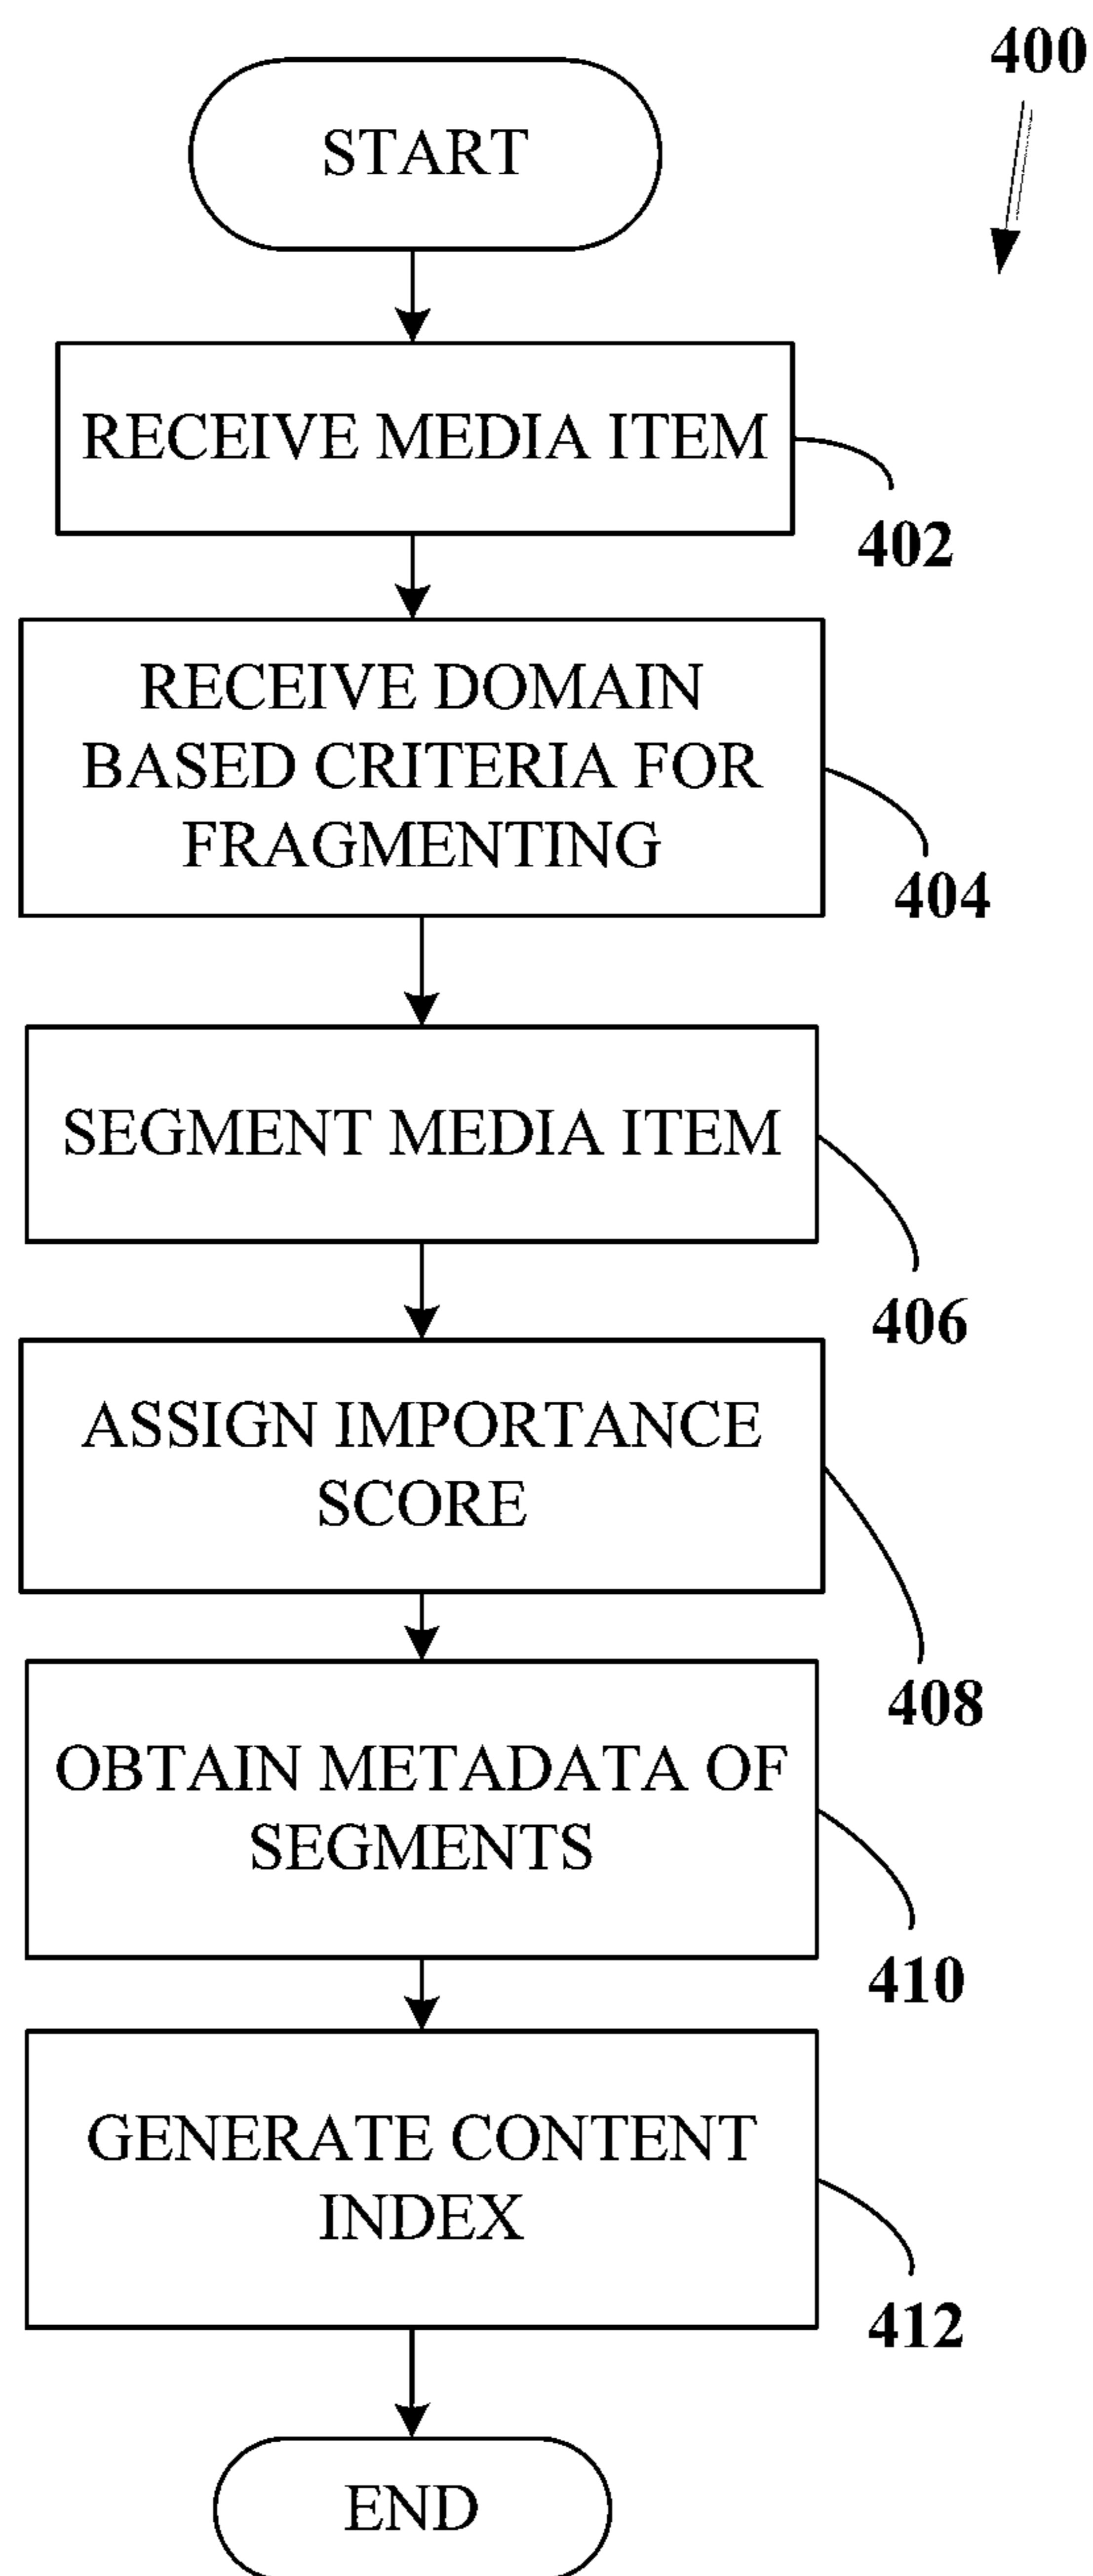 400
START
RECEIVE MEDIA ITEM
402
RECEIVE DOMAIN
BASED CRITERIA FOR
FRAGMENTING
404
SEGMENT MEDIA ITEM
406
ASSIGN IMPORTANCE
SCORE
408
OBTAIN METADATA OF
SEGMENTS
410
GENERATE CONTENT
INDEX
412
END